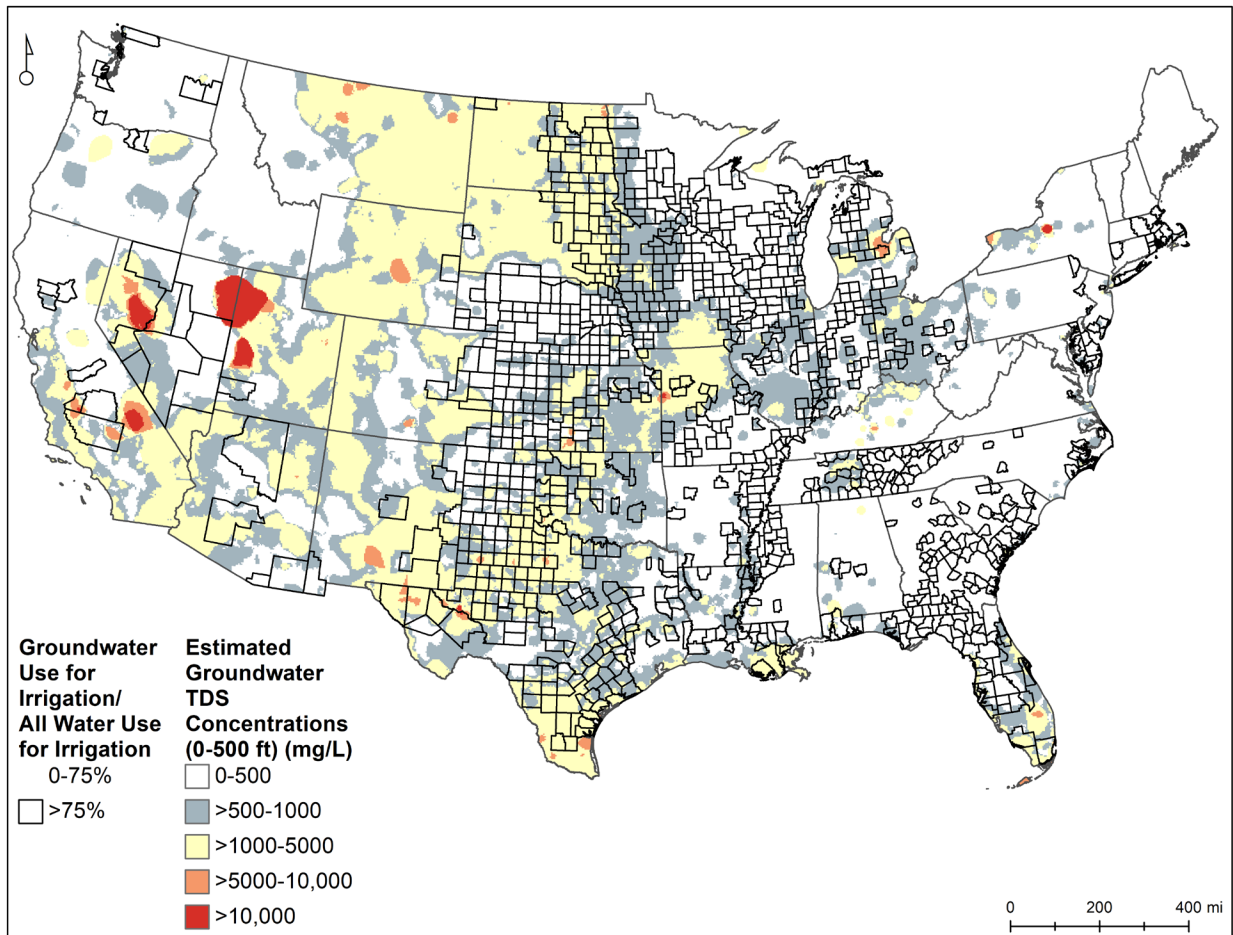 Groundwater
Use for
Irrigation/
All Water Use
for Irrigation
0-75%
>75%
Estimated
Groundwater
TDS
Concentrations
(0-500 ft) (mg/L)
0-500
>500-1000
>1000-5000
>5000-10,000
>10,000
0 200 400 mi